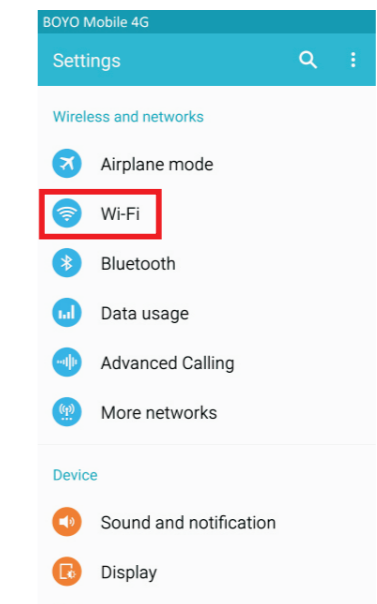 BOYO Mobile 4G
Settings
Wireless and networks
Airplane mode
Wi-Fi
Bluetooth
Data usage
Advanced Calling
More networks
Device
Sound and notification
Display